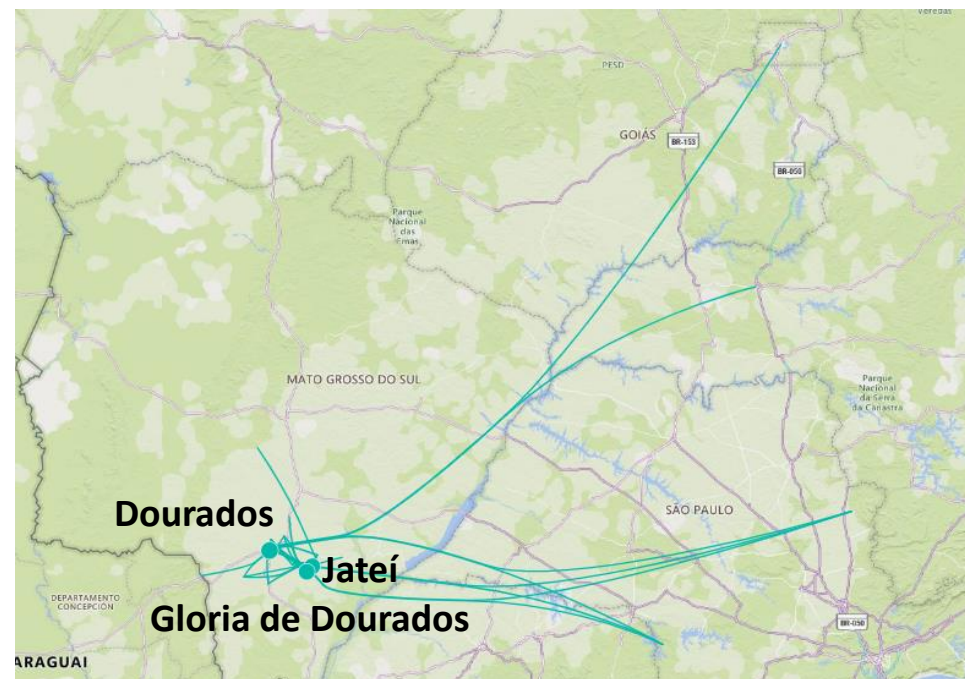 Veredas
PESD
GOIÁS
BR-153
BR-050
Parque
Nacional
das
Emas
MATO GROSSO DO SUL
Parque
Nacional
da Serra
da Canastra
SÃO PAULO
Dourados
Jateí
DEPARTAMENTO
CONCEPCIÓN
Gloria de Dourados
BR-050
ARAGUAI